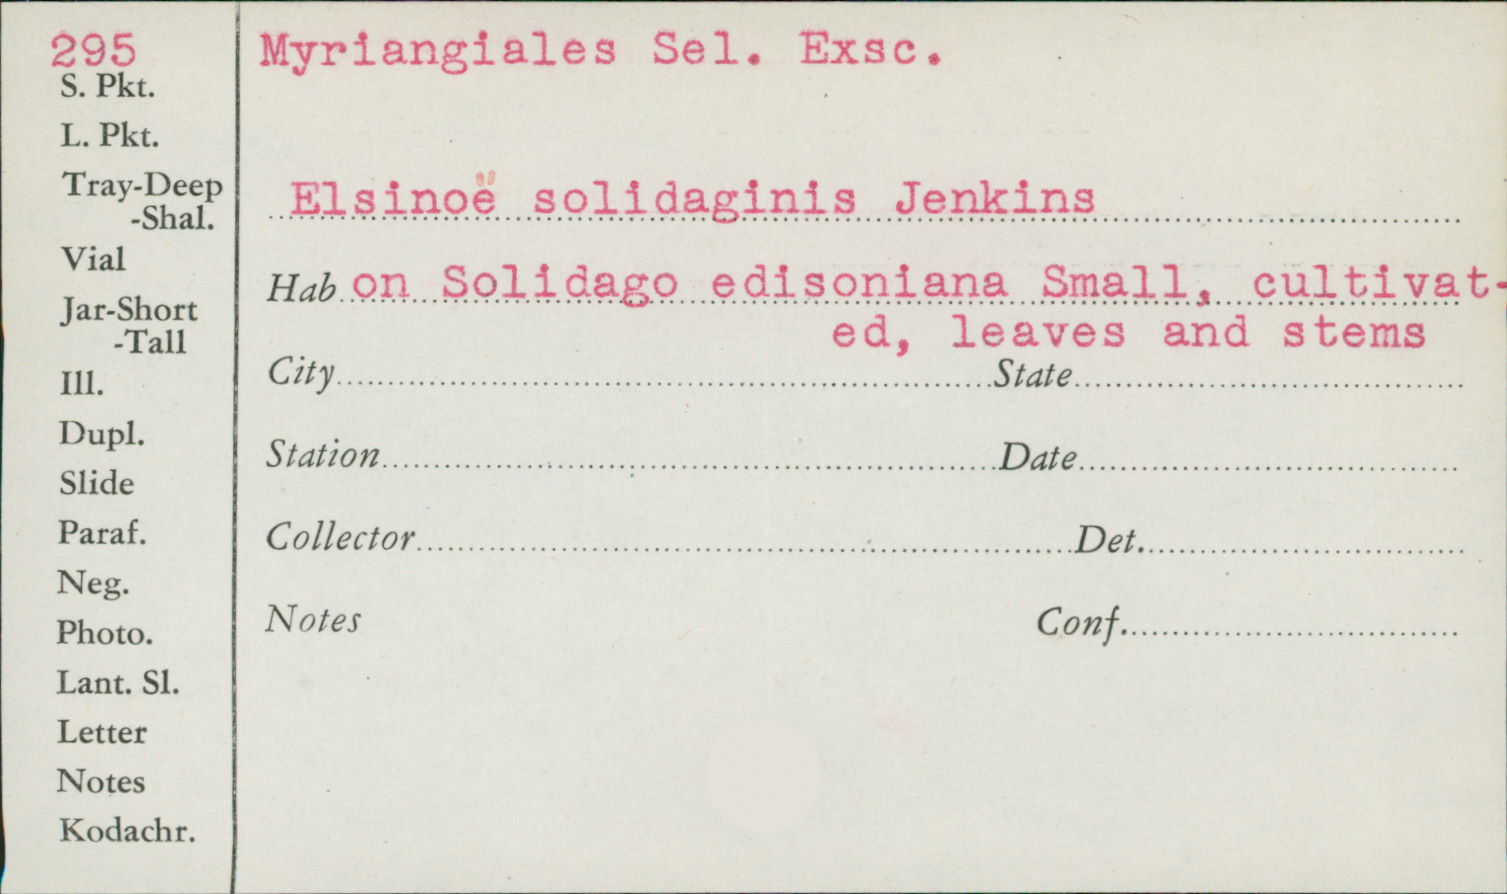 295
S. Pkt.
L. Pkt.
Tray-Deep
-Shal.
Vial
Jar-Short
-Tall
Ill.
Dupl.
Slide
Paraf.
Neg.
Photo.
Lant. Sl.
Letter
Notes
Kodachr.
Myriangiales Sel. Exsc.
Elsinoë solidaginis Jenkins
Hab on Solidago edisoniana Small, cultivat-
ed, leaves and stems
City State
Station Date
Collector Det.
Notes Conf.